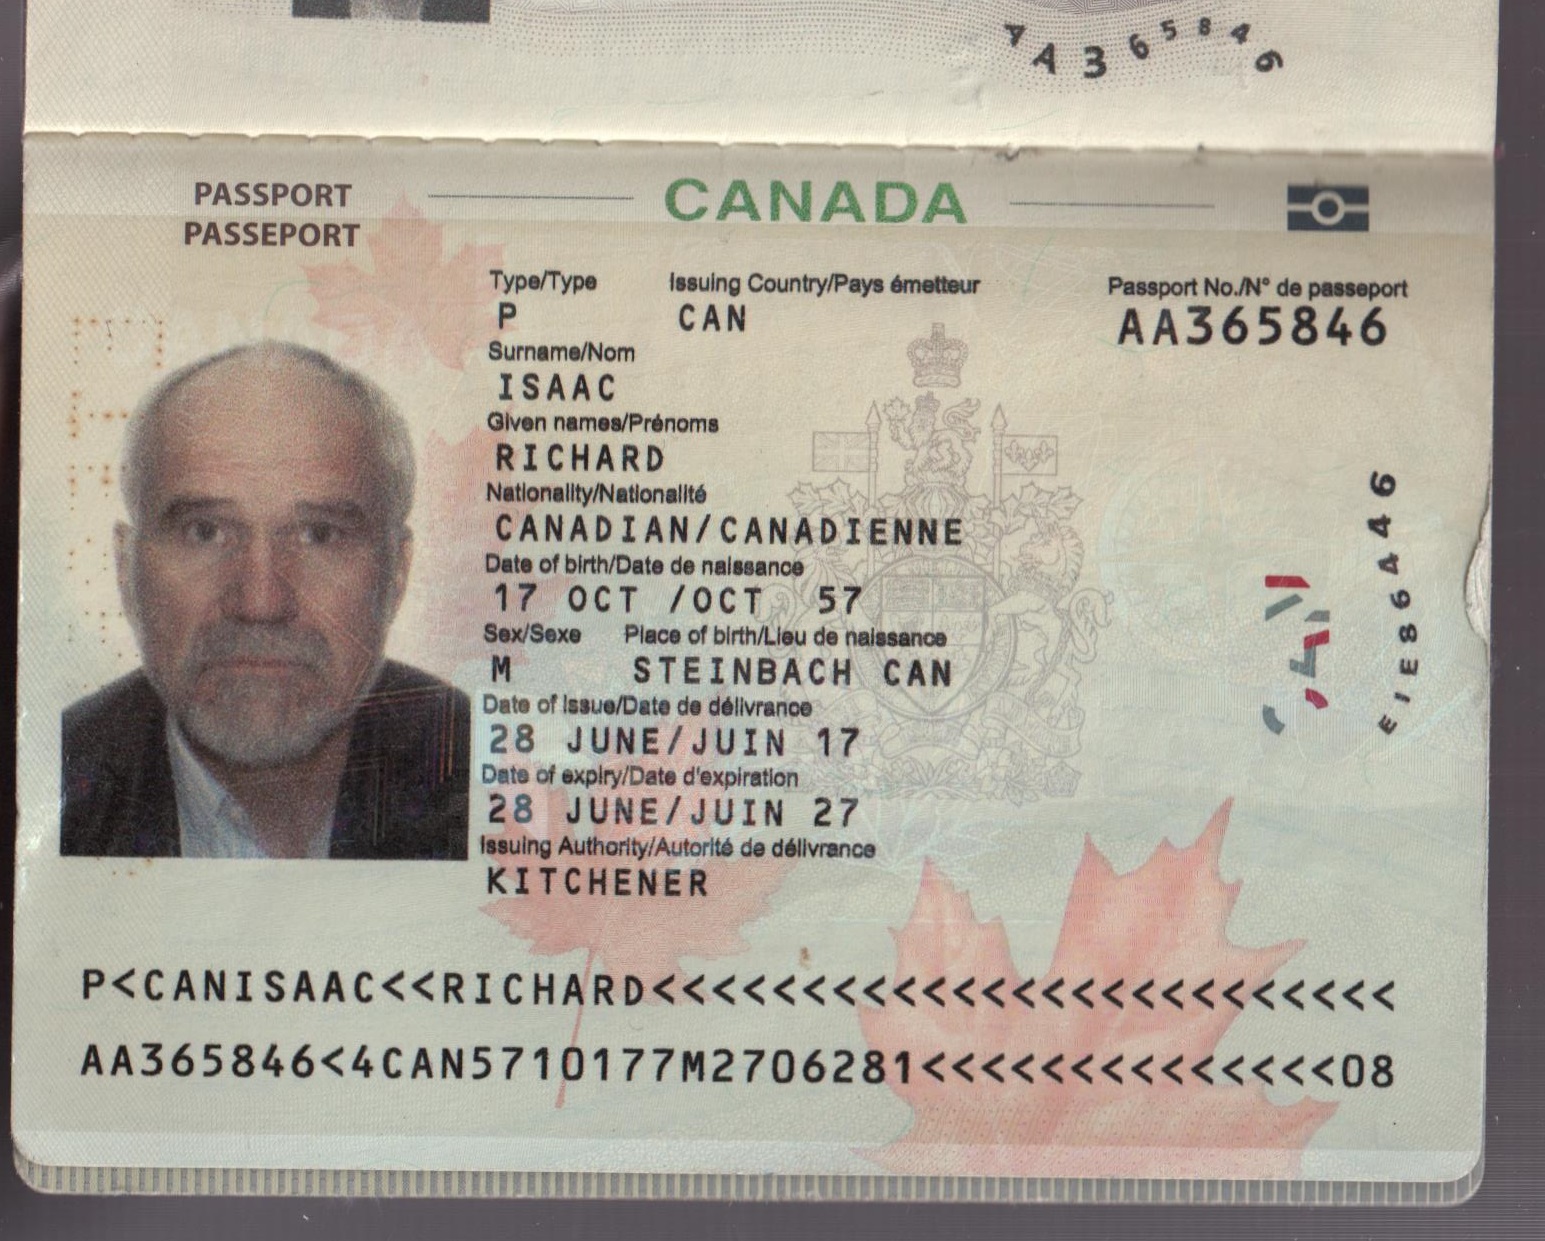 AA365846
PASSPORT
PASSEPORT
CANADA
Type/Type Issuing Country/Pays émetteur Passport No./N° de passeport
P CAN AA365846
Surname/Nom
ISAAC
Given names/Prénoms
RICHARD
Nationality/Nationalité
CANADIAN/CANADIENNE
Date of birth/Date de naissance
17 OCT /OCT 57
Sex/Sexe Place of birth/Lieu de naissance
M STEINBACH CAN
Date of issue/Date de délivrance
28 JUNE/JUIN 17
Date of expiry/Date d'expiration
28 JUNE/JUIN 27
Issuing Authority/Autorité de délivrance
KITCHENER
CAN
P<CANISAAC<<RICHARD<<<<<<<<<<<<<<<<<<<<<<<<<
AA365846<4CAN5710177M2706281<<<<<<<<<<<<<<08